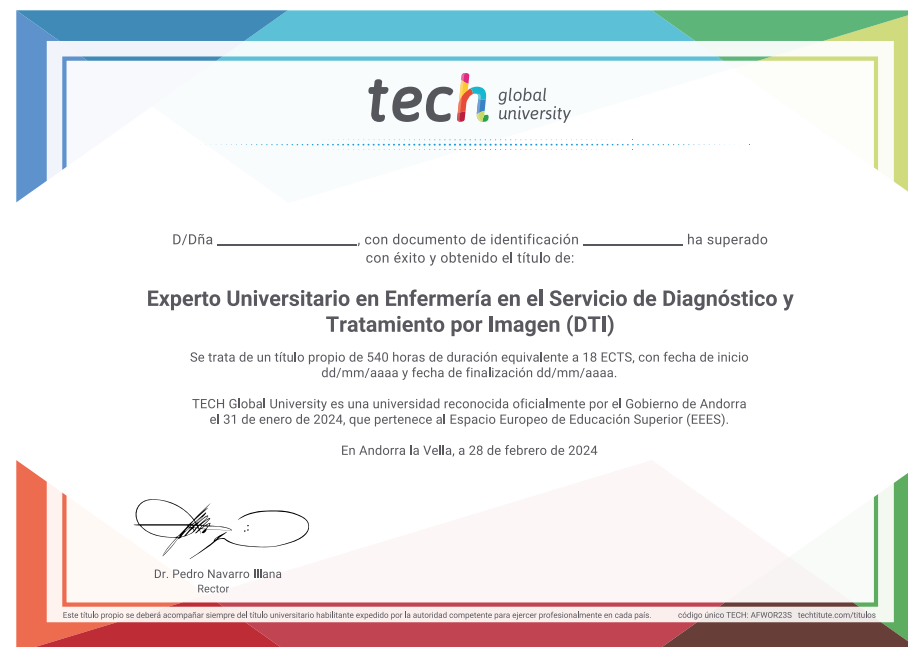 tech global university
D/Dña ______________, con documento de identificación __________ ha superado
con éxito y obtenido el título de:
Experto Universitario en Enfermería en el Servicio de Diagnóstico y
Tratamiento por Imagen (DTI)
Se trata de un título propio de 540 horas de duración equivalente a 18 ECTS, con fecha de inicio
dd/mm/aaaa y fecha de finalización dd/mm/aaaa.
TECH Global University es una universidad reconocida oficialmente por el Gobierno de Andorra
el 31 de enero de 2024, que pertenece al Espacio Europeo de Educación Superior (EEES).
En Andorra la Vella, a 28 de febrero de 2024
Dr. Pedro Navarro Illana
Rector
Este título propio se deberá acompañar siempre del título universitario habilitante expedido por la autoridad competente para ejercer profesionalmente en cada país. código único TECH: AFWOR23S techtitute.com/titulos